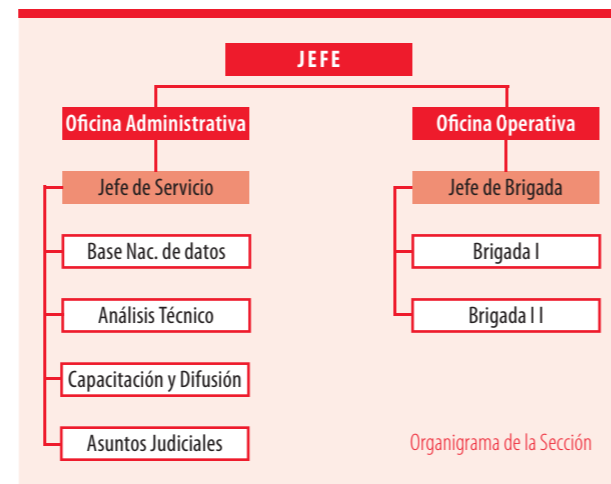 JEFE
Oficina Administrativa
Jefe de Servicio
Base Nac. de datos
Análisis Técnico
Capacitación y Difusión
Asuntos Judiciales
Oficina Operativa
Jefe de Brigada
Brigada I
Brigada I I
Organigrama de la Sección